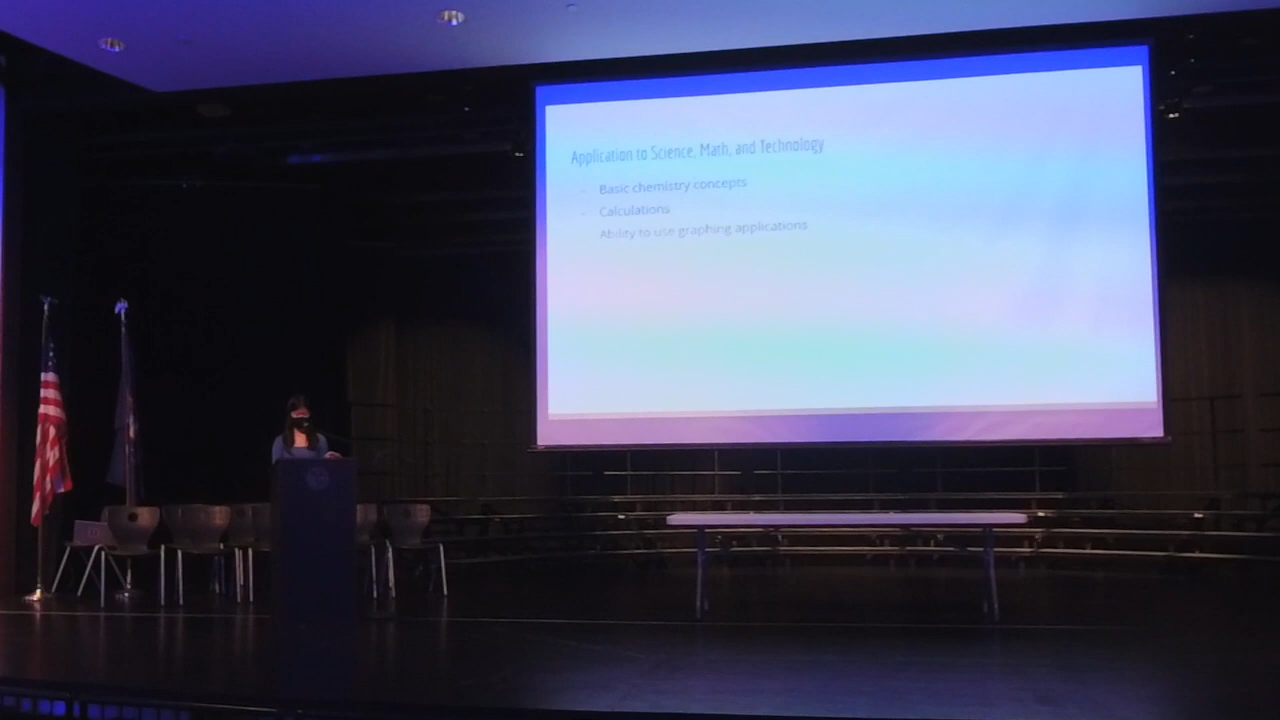 Application to Science, Math, and Technology
- Basic chemistry concepts
- Calculations
Ability to use graphing applications